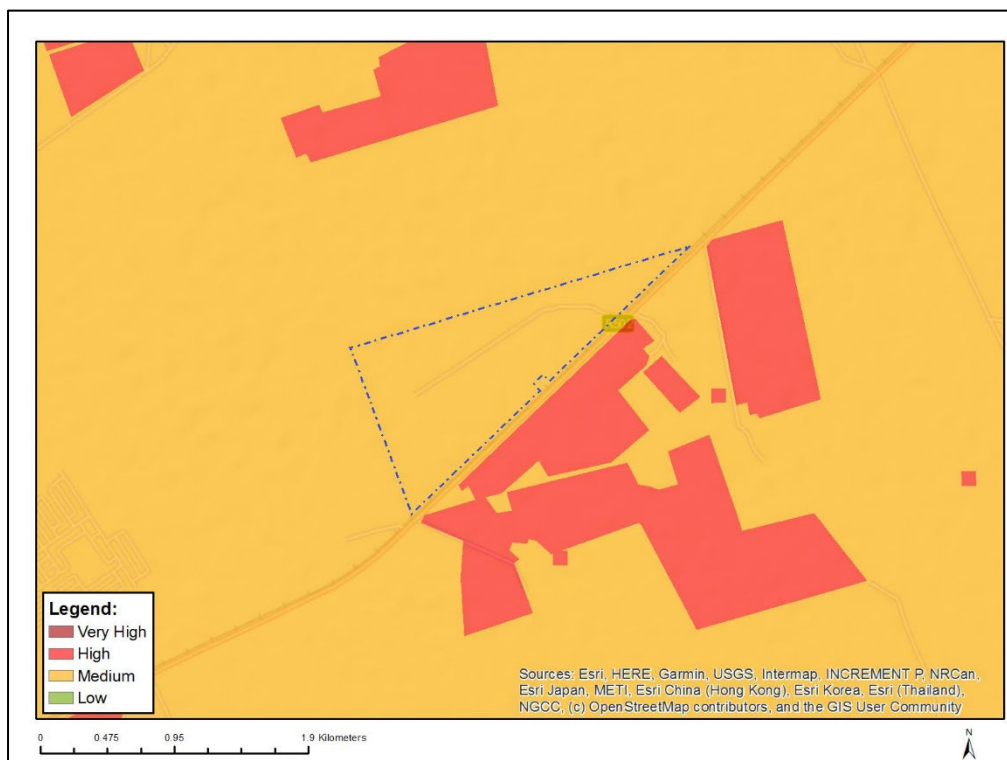 Legend:
Very High
High
Medium
Low
Sources: Esri, HERE, Garmin, USGS, Intermap, INCREMENT P, NRCan,
Esri Japan, METI, Esri China (Hong Kong), Esri Korea, Esri (Thailand),
NGCC, (c) OpenStreetMap contributors, and the GIS User Community
0 0.475 0.95 1.9 Kilometers
N